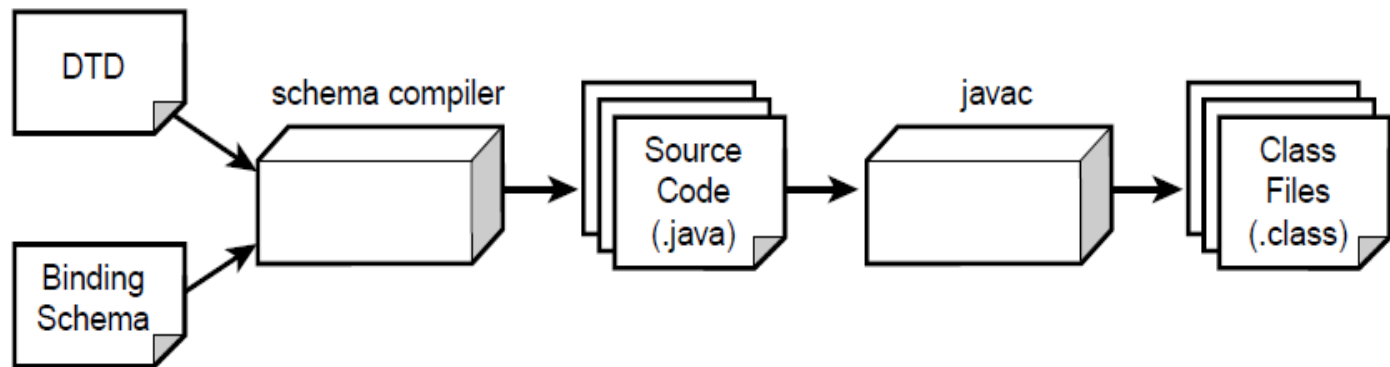 DTD
schema compiler
javac
Source
Code
(.java)
Class
Files
(.class)
Binding
Schema